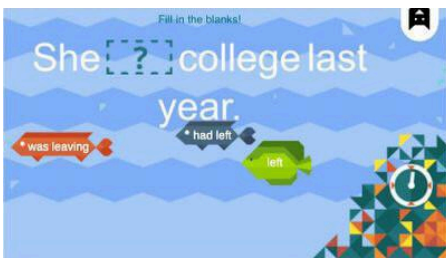 Fill in the blanks!
She ? college last
year.
was leaving
had left
left